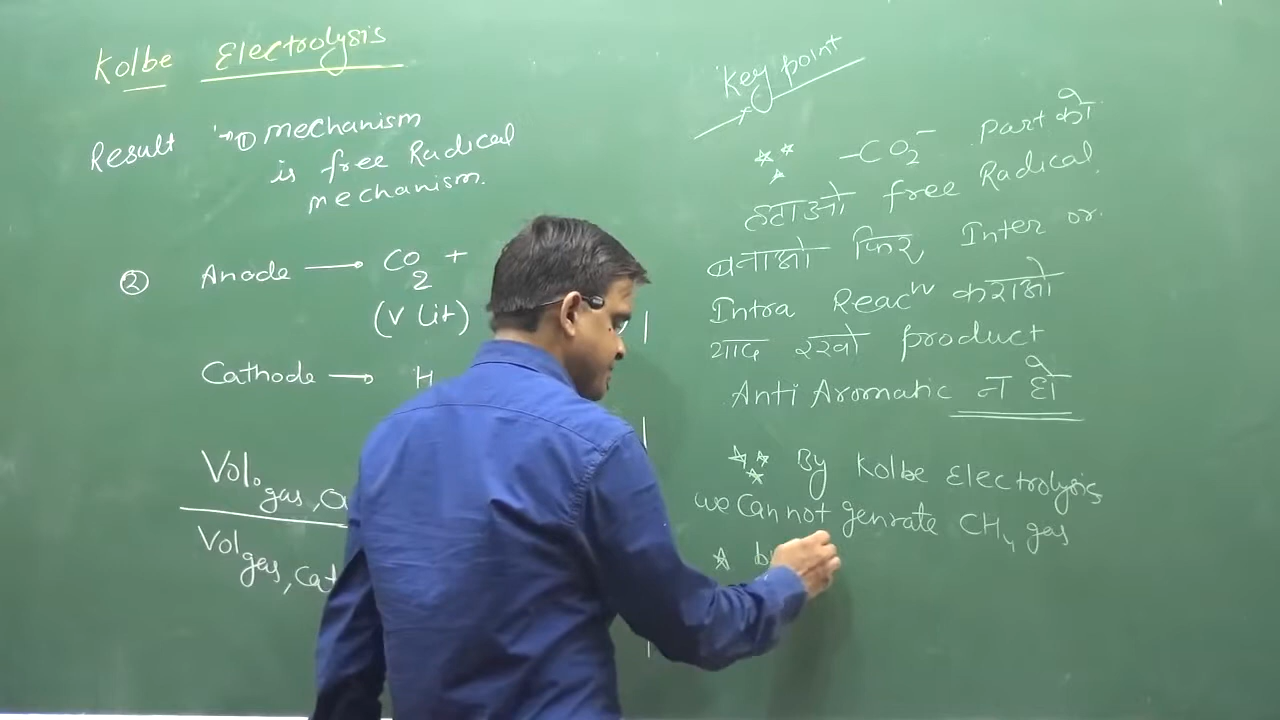 Kolbe Electrolysis
Result → ① mechanism
is free Radical
mechanism.
② Anode → CO2 +
(V lit)
Cathode → H
Vol. gas,
Vol gas, cat
Key point
-CO2⁻ part को
हटाओ free Radical,
बनाओ फिर, Inter or
Intra Reacⁿ कराओ
याद रखो product
Anti Aromatic न हो
By Kolbe Electrolysis
we Can not genrate CH4 gas